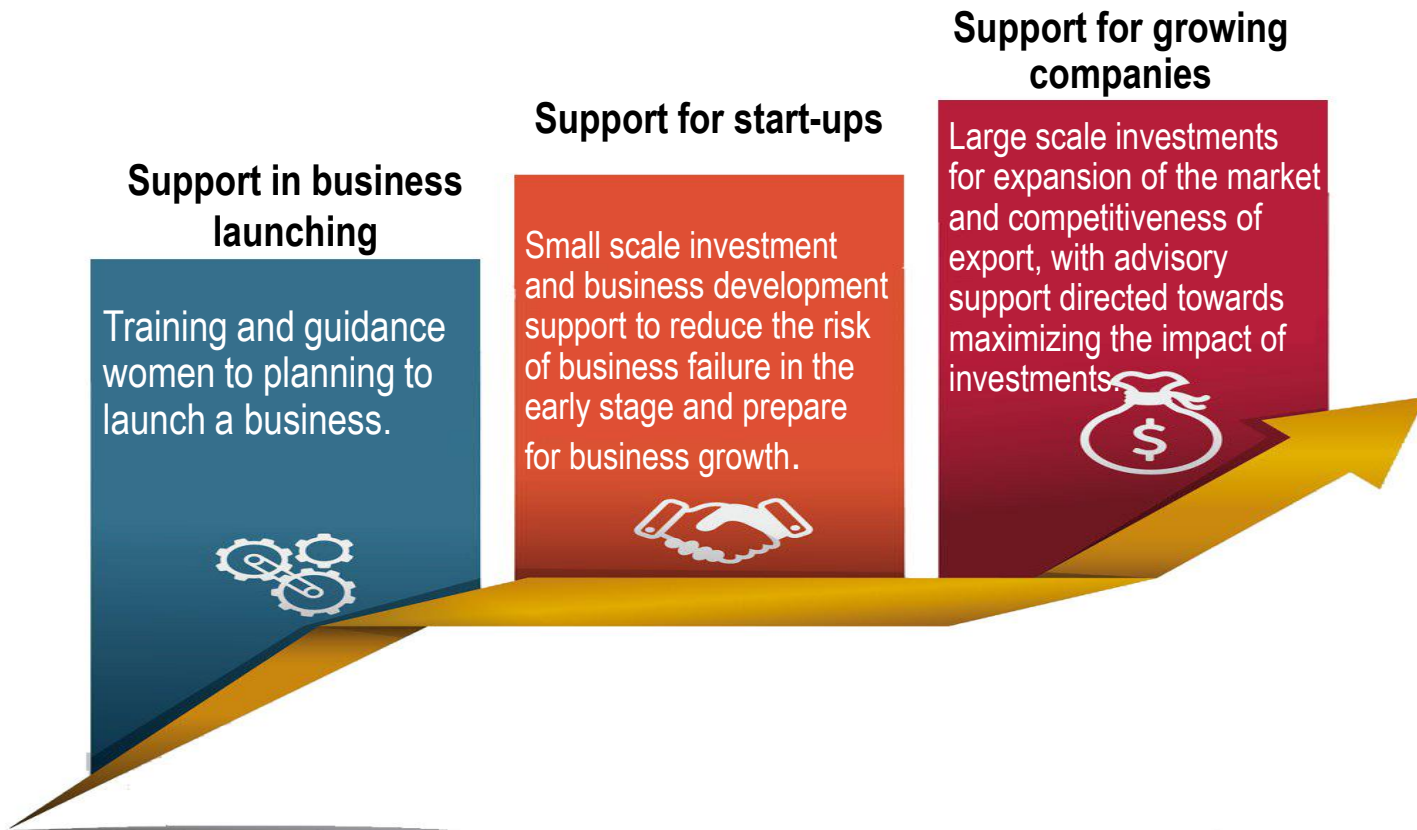 Support in business
launching
Training and guidance
women to planning to
launch a business.
Support for start-ups
Small scale investment
and business development
support to reduce the risk
of business failure in the
early stage and prepare
for business growth.
Support for growing
companies
Large scale investments
for expansion of the market
and competitiveness of
export, with advisory
support directed towards
maximizing the impact of
investments.
$